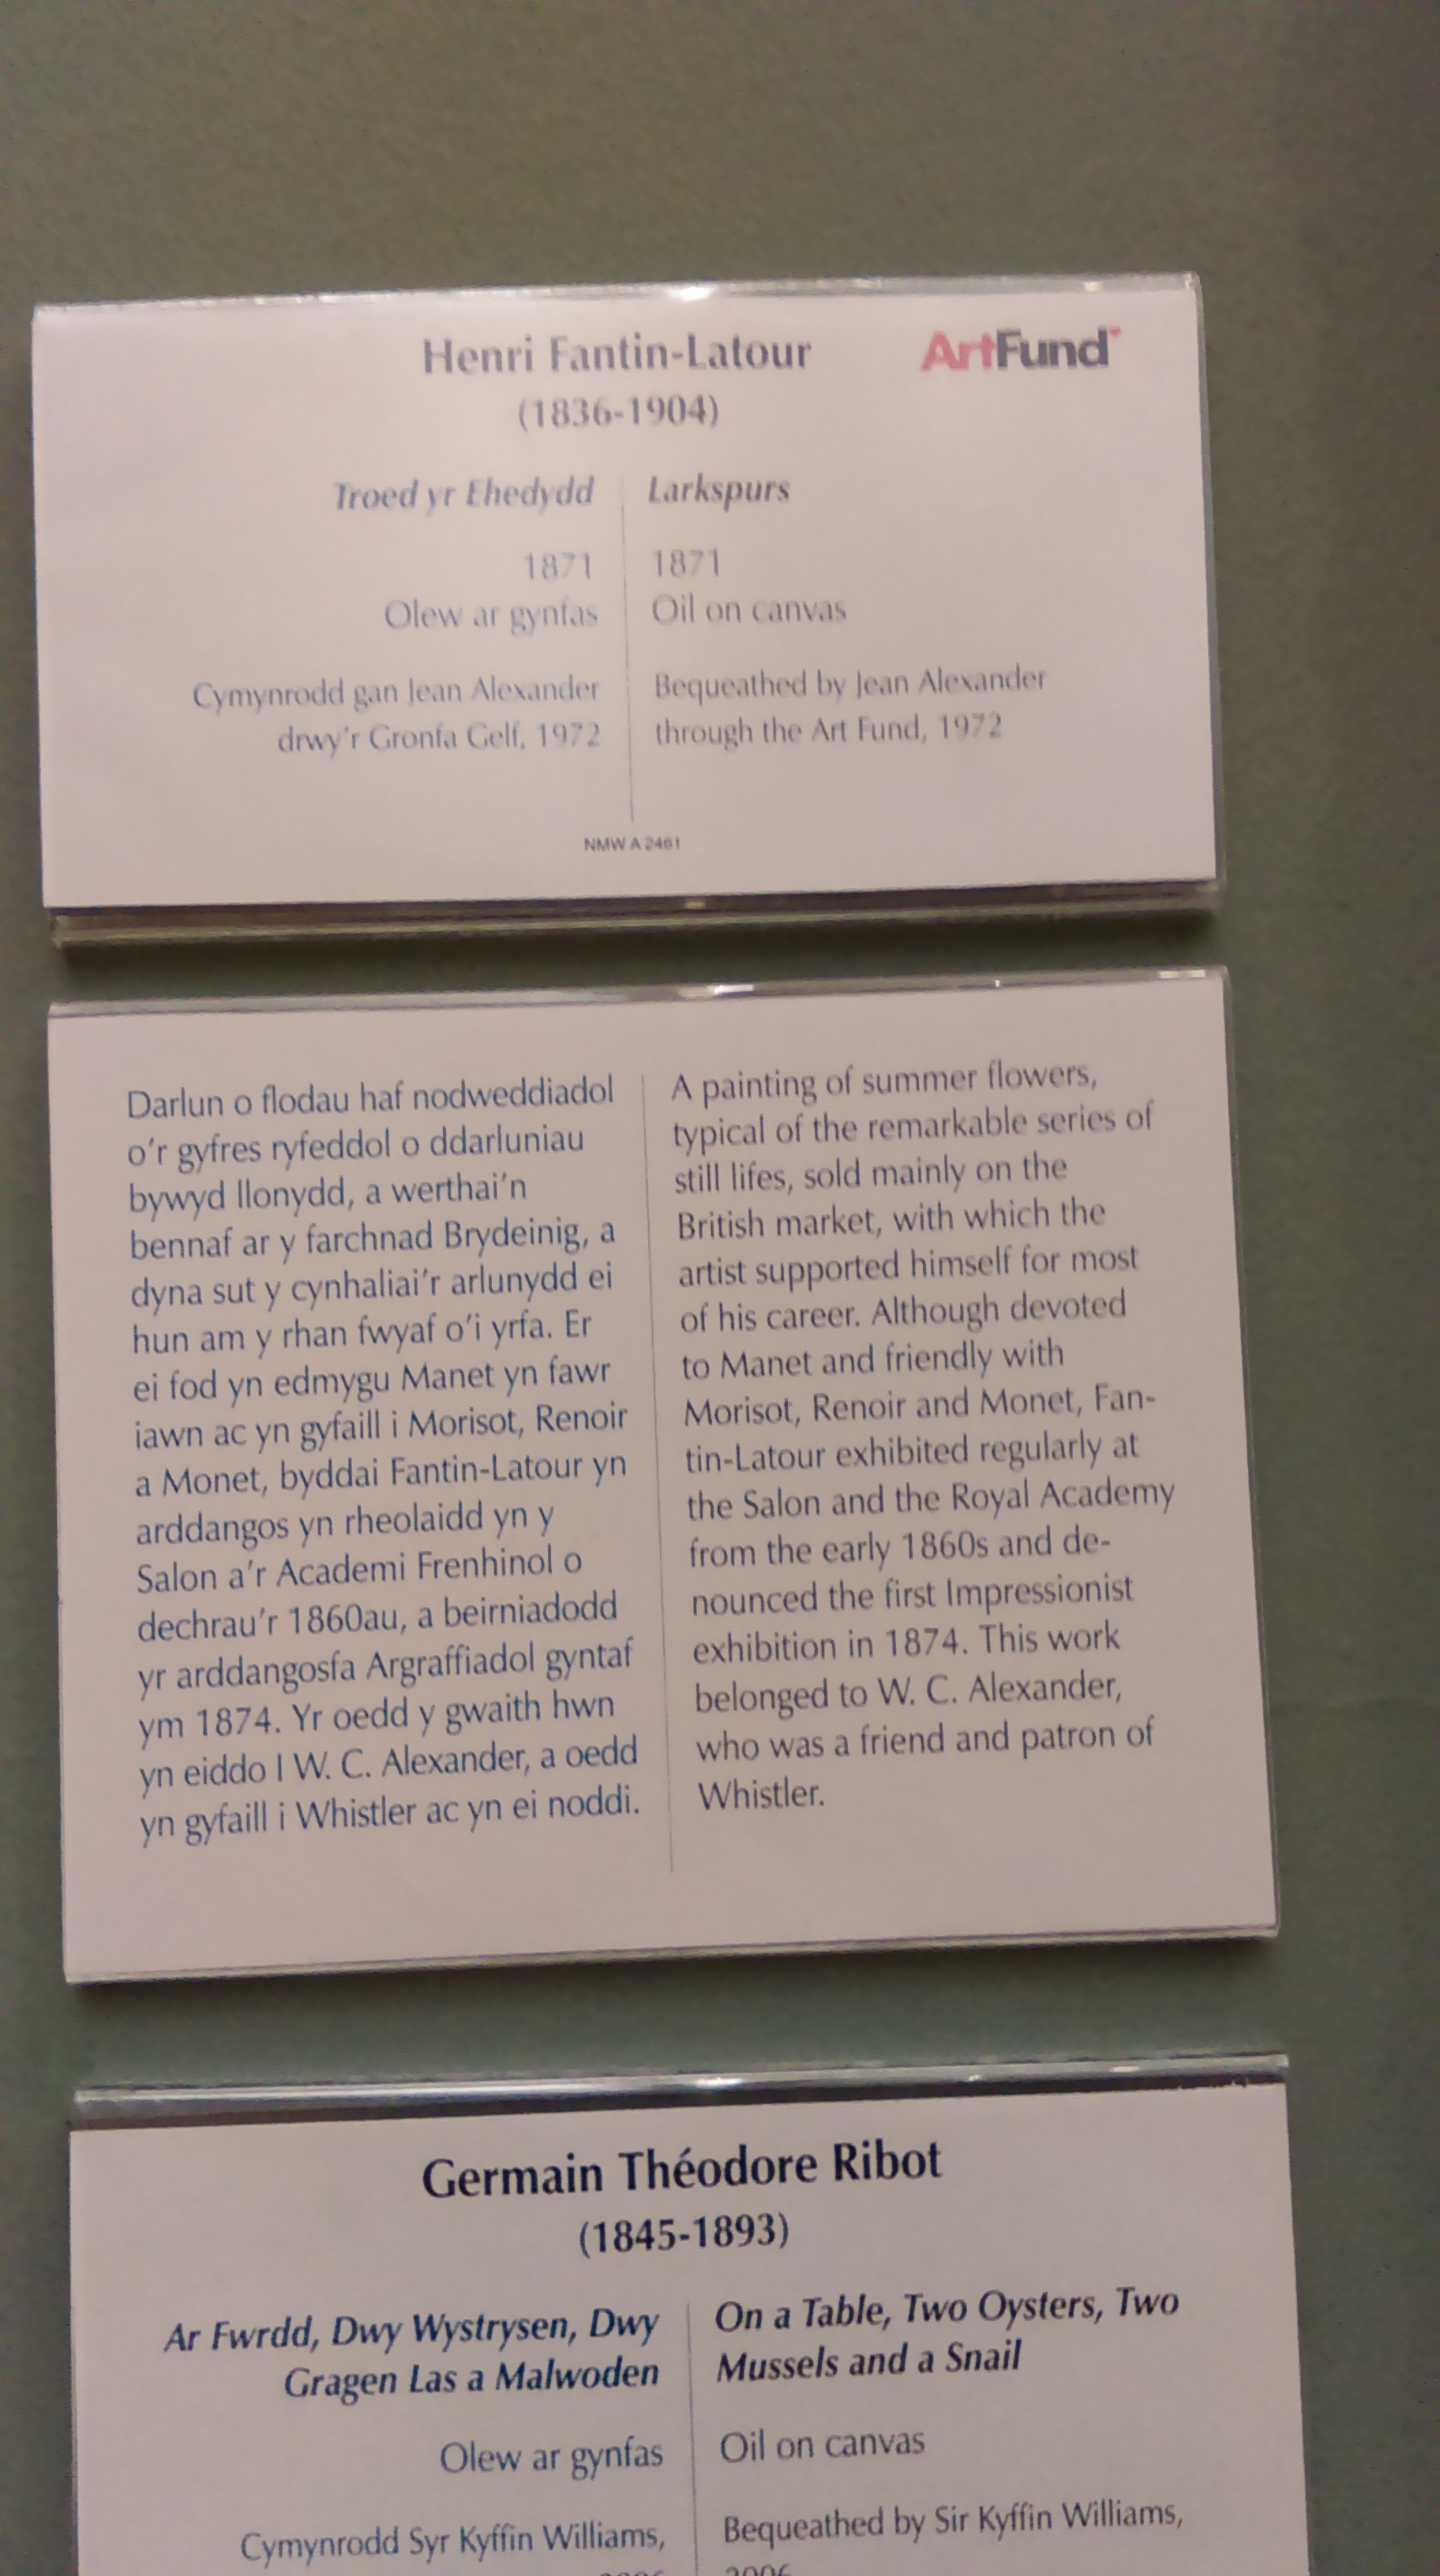 Henri Fantin-Latour
ArtFund
(1836-1904)
Troed yr Ehedydd
1871
Olew ar gynfas
Cymynrodd gan Jean Alexander
drwy'r Gronfa Gelf, 1972
Larkspurs
1871
Oil on canvas
Bequeathed by Jean Alexander
through the Art Fund, 1972
NMW A 2461
Darlun o flodau haf nodweddiadol
o'r gyfres ryfeddol o ddarluniau
bywyd llonydd, a werthai'n
bennaf ar y farchnad Brydeinig, a
dyna sut y cynhaliai'r arlunydd ei
hun am y rhan fwyaf o'i yrfa. Er
ei fod yn edmygu Manet yn fawr
iawn ac yn gyfaill i Morisot, Renoir
a Monet, byddai Fantin-Latour yn
arddangos yn rheolaidd yn y
Salon a'r Academi Frenhinol o
dechrau'r 1860au, a beirniadodd
yr arddangosfa Argraffiadol gyntaf
ym 1874. Yr oedd y gwaith hwn
yn eiddo I W. C. Alexander, a oedd
yn gyfaill i Whistler ac yn ei noddi.
A painting of summer flowers,
typical of the remarkable series of
still lifes, sold mainly on the
British market, with which the
artist supported himself for most
of his career. Although devoted
to Manet and friendly with
Morisot, Renoir and Monet, Fan-
tin-Latour exhibited regularly at
the Salon and the Royal Academy
from the early 1860s and de-
nounced the first Impressionist
exhibition in 1874. This work
belonged to W. C. Alexander,
who was a friend and patron of
Whistler.
Germain Théodore Ribot
(1845-1893)
Ar Fwrdd, Dwy Wystrysen, Dwy
Gragen Las a Malwoden
Olew ar gynfas
Cymynrodd Syr Kyffin Williams,
On a Table, Two Oysters, Two
Mussels and a Snail
Oil on canvas
Bequeathed by Sir Kyffin Williams,
2006